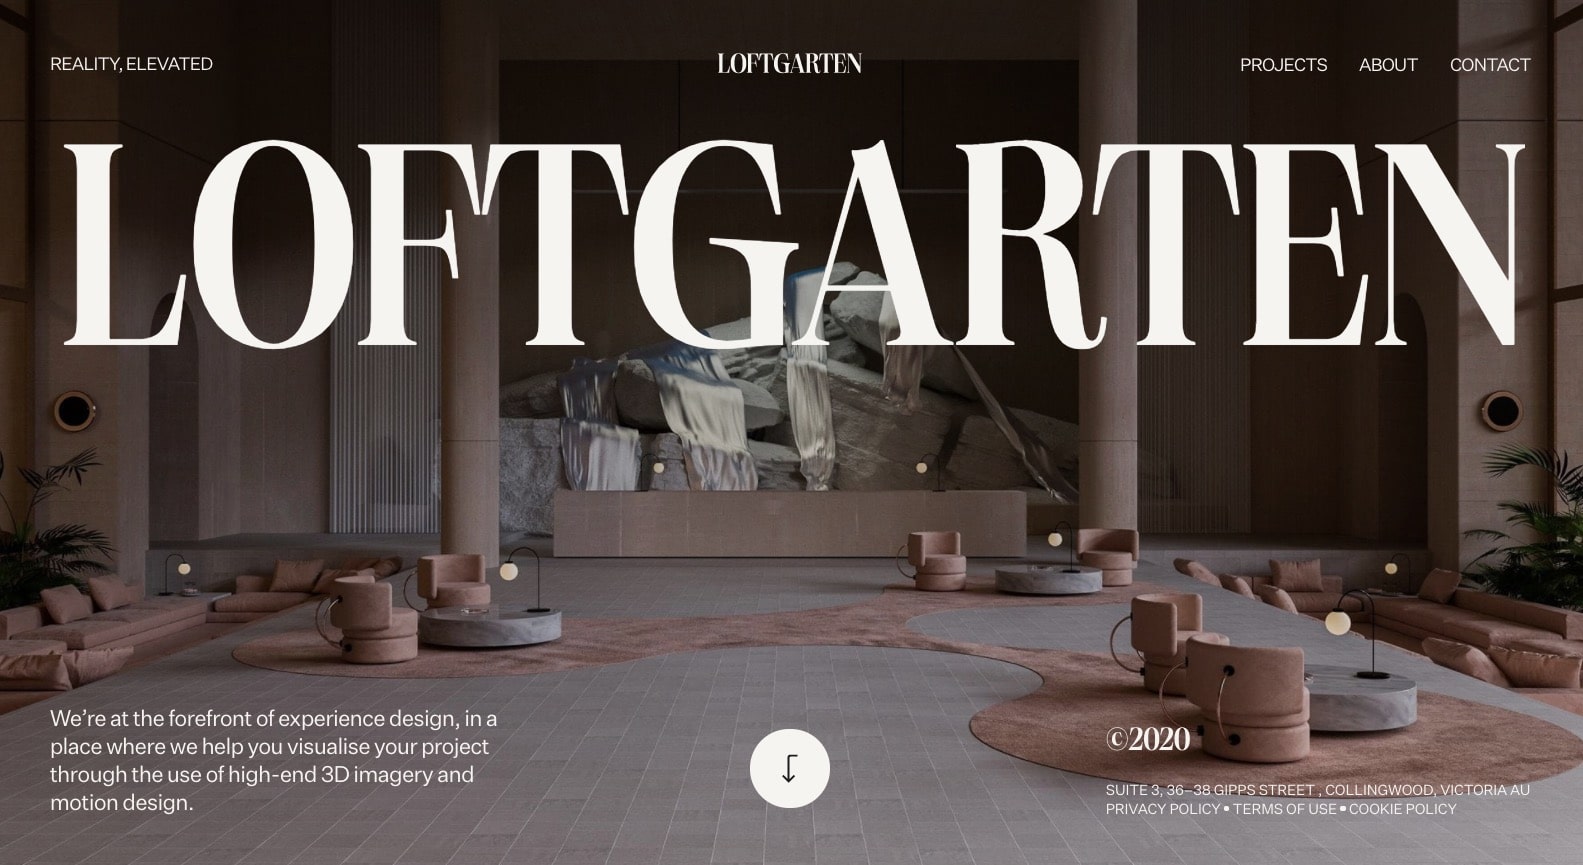 REALITY, ELEVATED
LOFTGARTEN
PROJECTS ABOUT CONTACT
LOFTGARTEN
We’re at the forefront of experience design, in a
place where we help you visualise your project
through the use of high-end 3D imagery and
motion design.
©2020
SUITE 3, 36–38 GIPPS STREET , COLLINGWOOD, VICTORIA AU
PRIVACY POLICY • TERMS OF USE • COOKIE POLICY